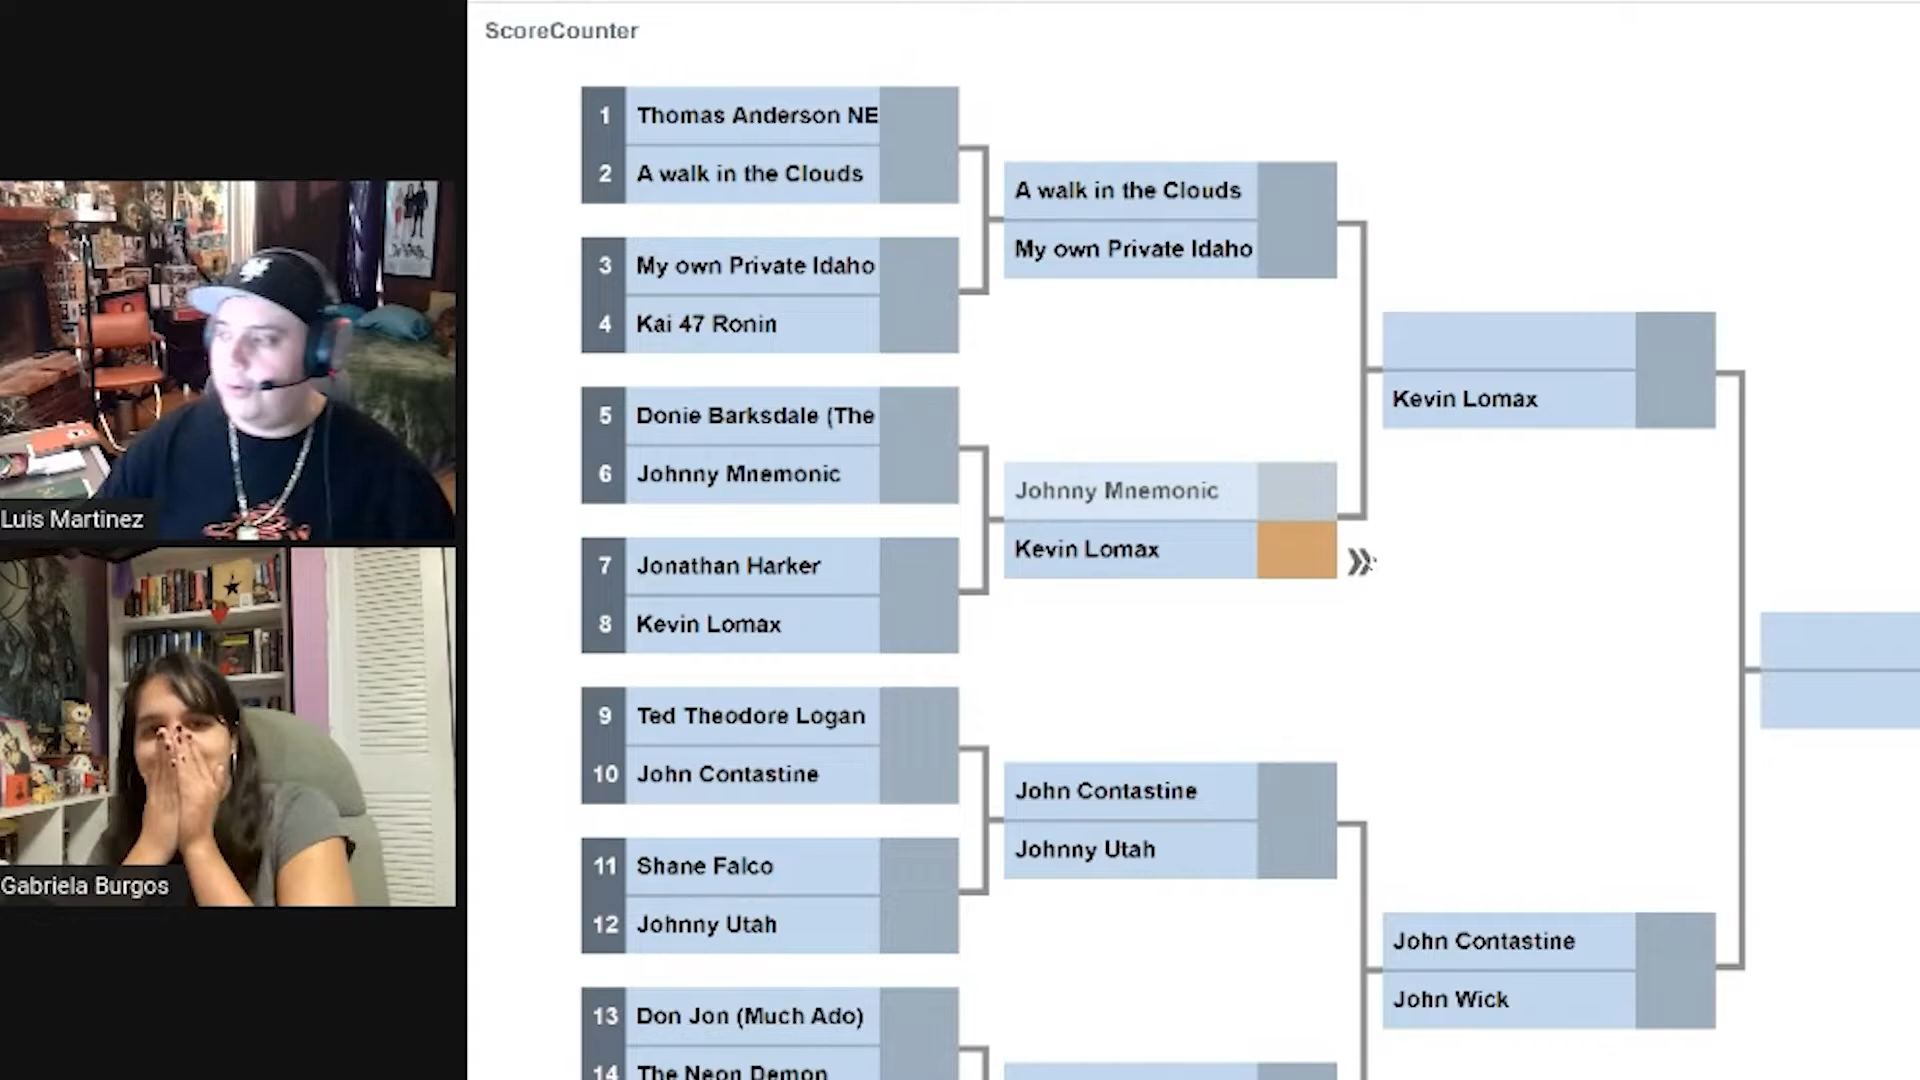 ScoreCounter
1 Thomas Anderson NE
2 A walk in the Clouds
3 My own Private Idaho
4 Kai 47 Ronin
5 Donie Barksdale (The
6 Johnny Mnemonic
7 Jonathan Harker
8 Kevin Lomax
9 Ted Theodore Logan
10 John Contastine
11 Shane Falco
12 Johnny Utah
13 Don Jon (Much Ado)
14 The Neon Demon
A walk in the Clouds
My own Private Idaho
Johnny Mnemonic
Kevin Lomax
John Contastine
Johnny Utah
Kevin Lomax
John Contastine
John Wick
Luis Martinez
Gabriela Burgos